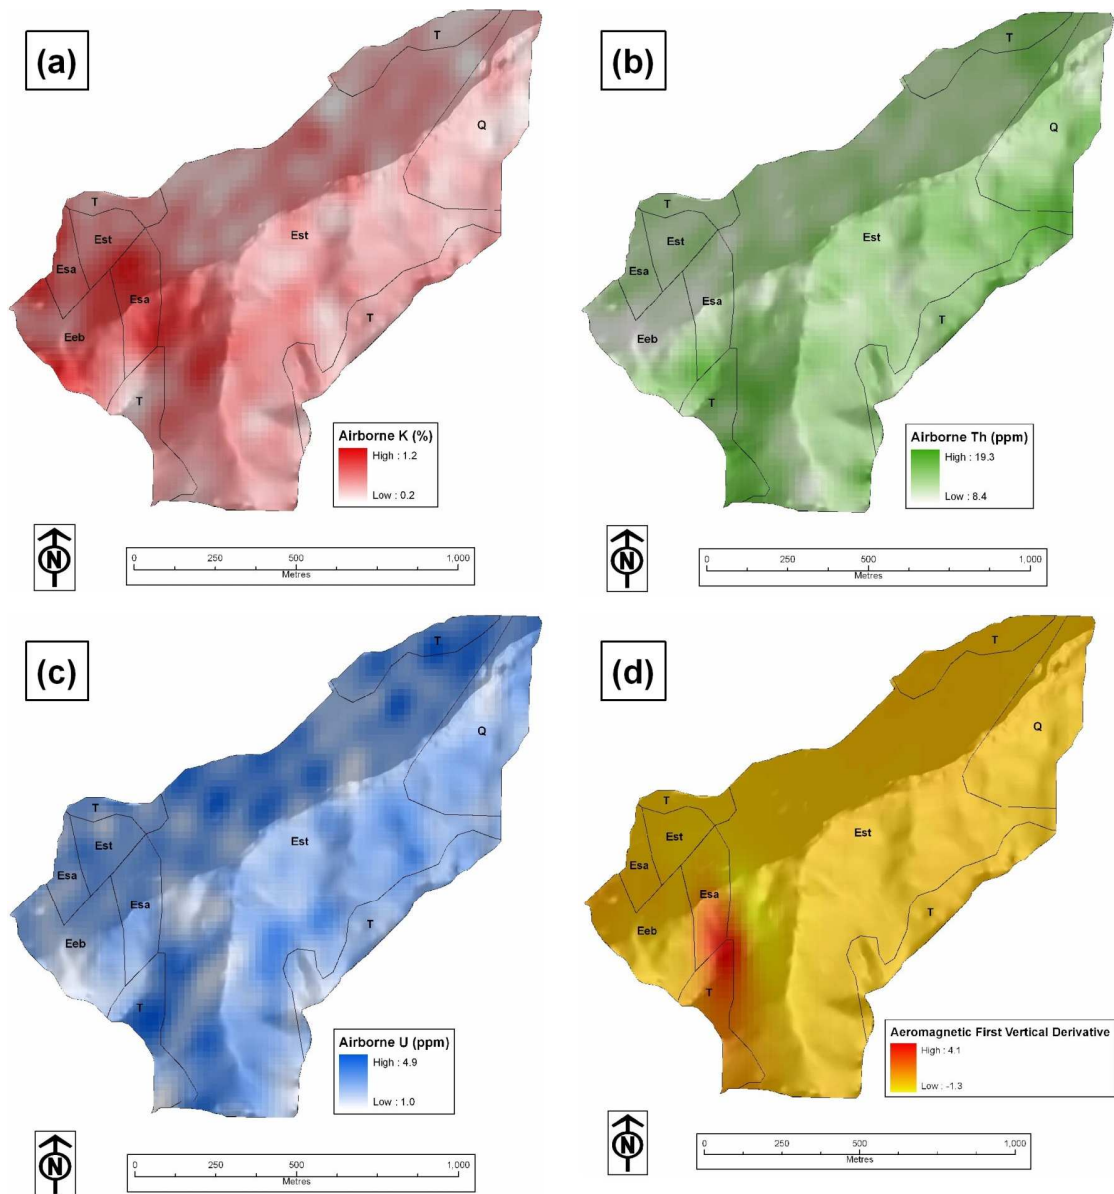 (a)
T
Q
T
Est
Est
Esa
Esa
Eeb
T
T
Airborne K (%)
High : 1.2
Low : 0.2
N
0 250 500 1,000
Metres
(b)
T
Q
T
Est
Est
Esa
Esa
Eeb
T
T
Airborne Th (ppm)
High : 19.3
Low : 8.4
N
0 250 500 1,000
Metres
(c)
T
Q
T
Est
Est
Esa
Esa
Eeb
T
T
Airborne U (ppm)
High : 4.9
Low : 1.0
N
0 250 500 1,000
Metres
(d)
T
Q
T
Est
Est
Esa
Esa
Eeb
T
T
Aeromagnetic First Vertical Derivative
High : 4.1
Low : -1.3
N
0 250 500 1,000
Metres